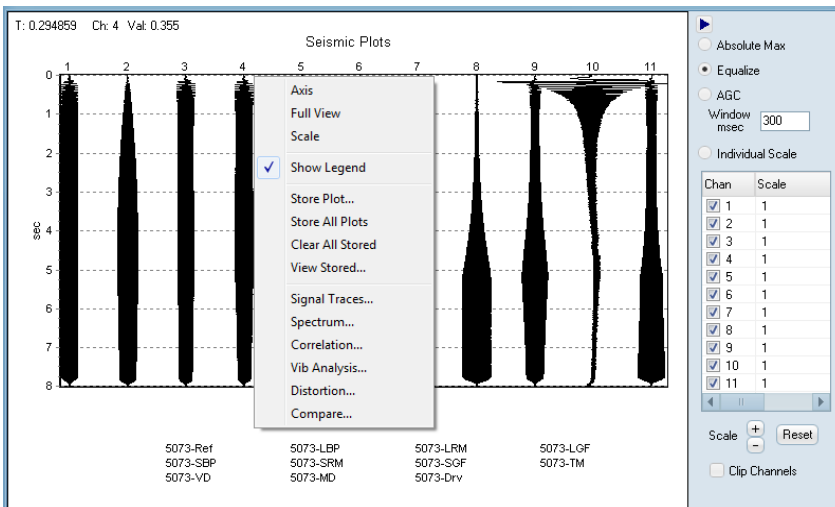 T: 0.294859 Ch: 4 Val: 0.355
Seismic Plots
1 2 3 4 5 6 7 8 9 10 11
0
1
2
3
4
5
6
7
8
sec
Axis
Full View
Scale
Show Legend
Store Plot...
Store All Plots
Clear All Stored
View Stored...
Signal Traces...
Spectrum...
Correlation...
Vib Analysis...
Distortion...
Compare...
5073-Ref 5073-LBP 5073-LRM 5073-LGF
5073-SBP 5073-SRM 5073-SGF 5073-TM
5073-VD 5073-MD 5073-Drv
Absolute Max
Equalize
AGC
Window
msec 300
Individual Scale
Chan Scale
1 1
2 1
3 1
4 1
5 1
6 1
7 1
8 1
9 1
10 1
11 1
Scale + Reset
-
Clip Channels